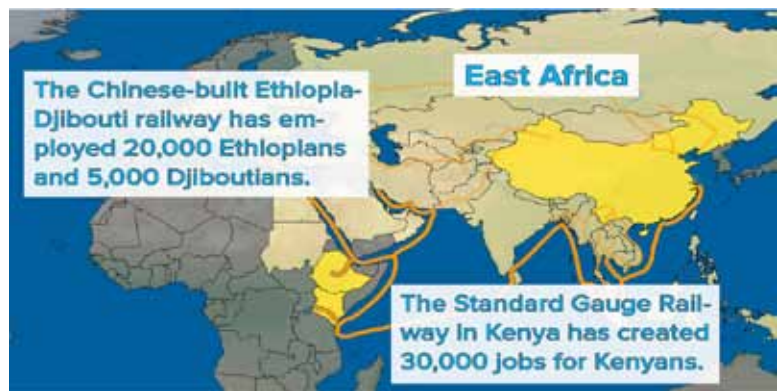 East Africa
The Chinese-built Ethiopia-
Djibouti railway has em-
ployed 20,000 Ethiopians
and 5,000 Djiboutians.
The Standard Gauge Rail-
way in Kenya has created
30,000 jobs for Kenyans.